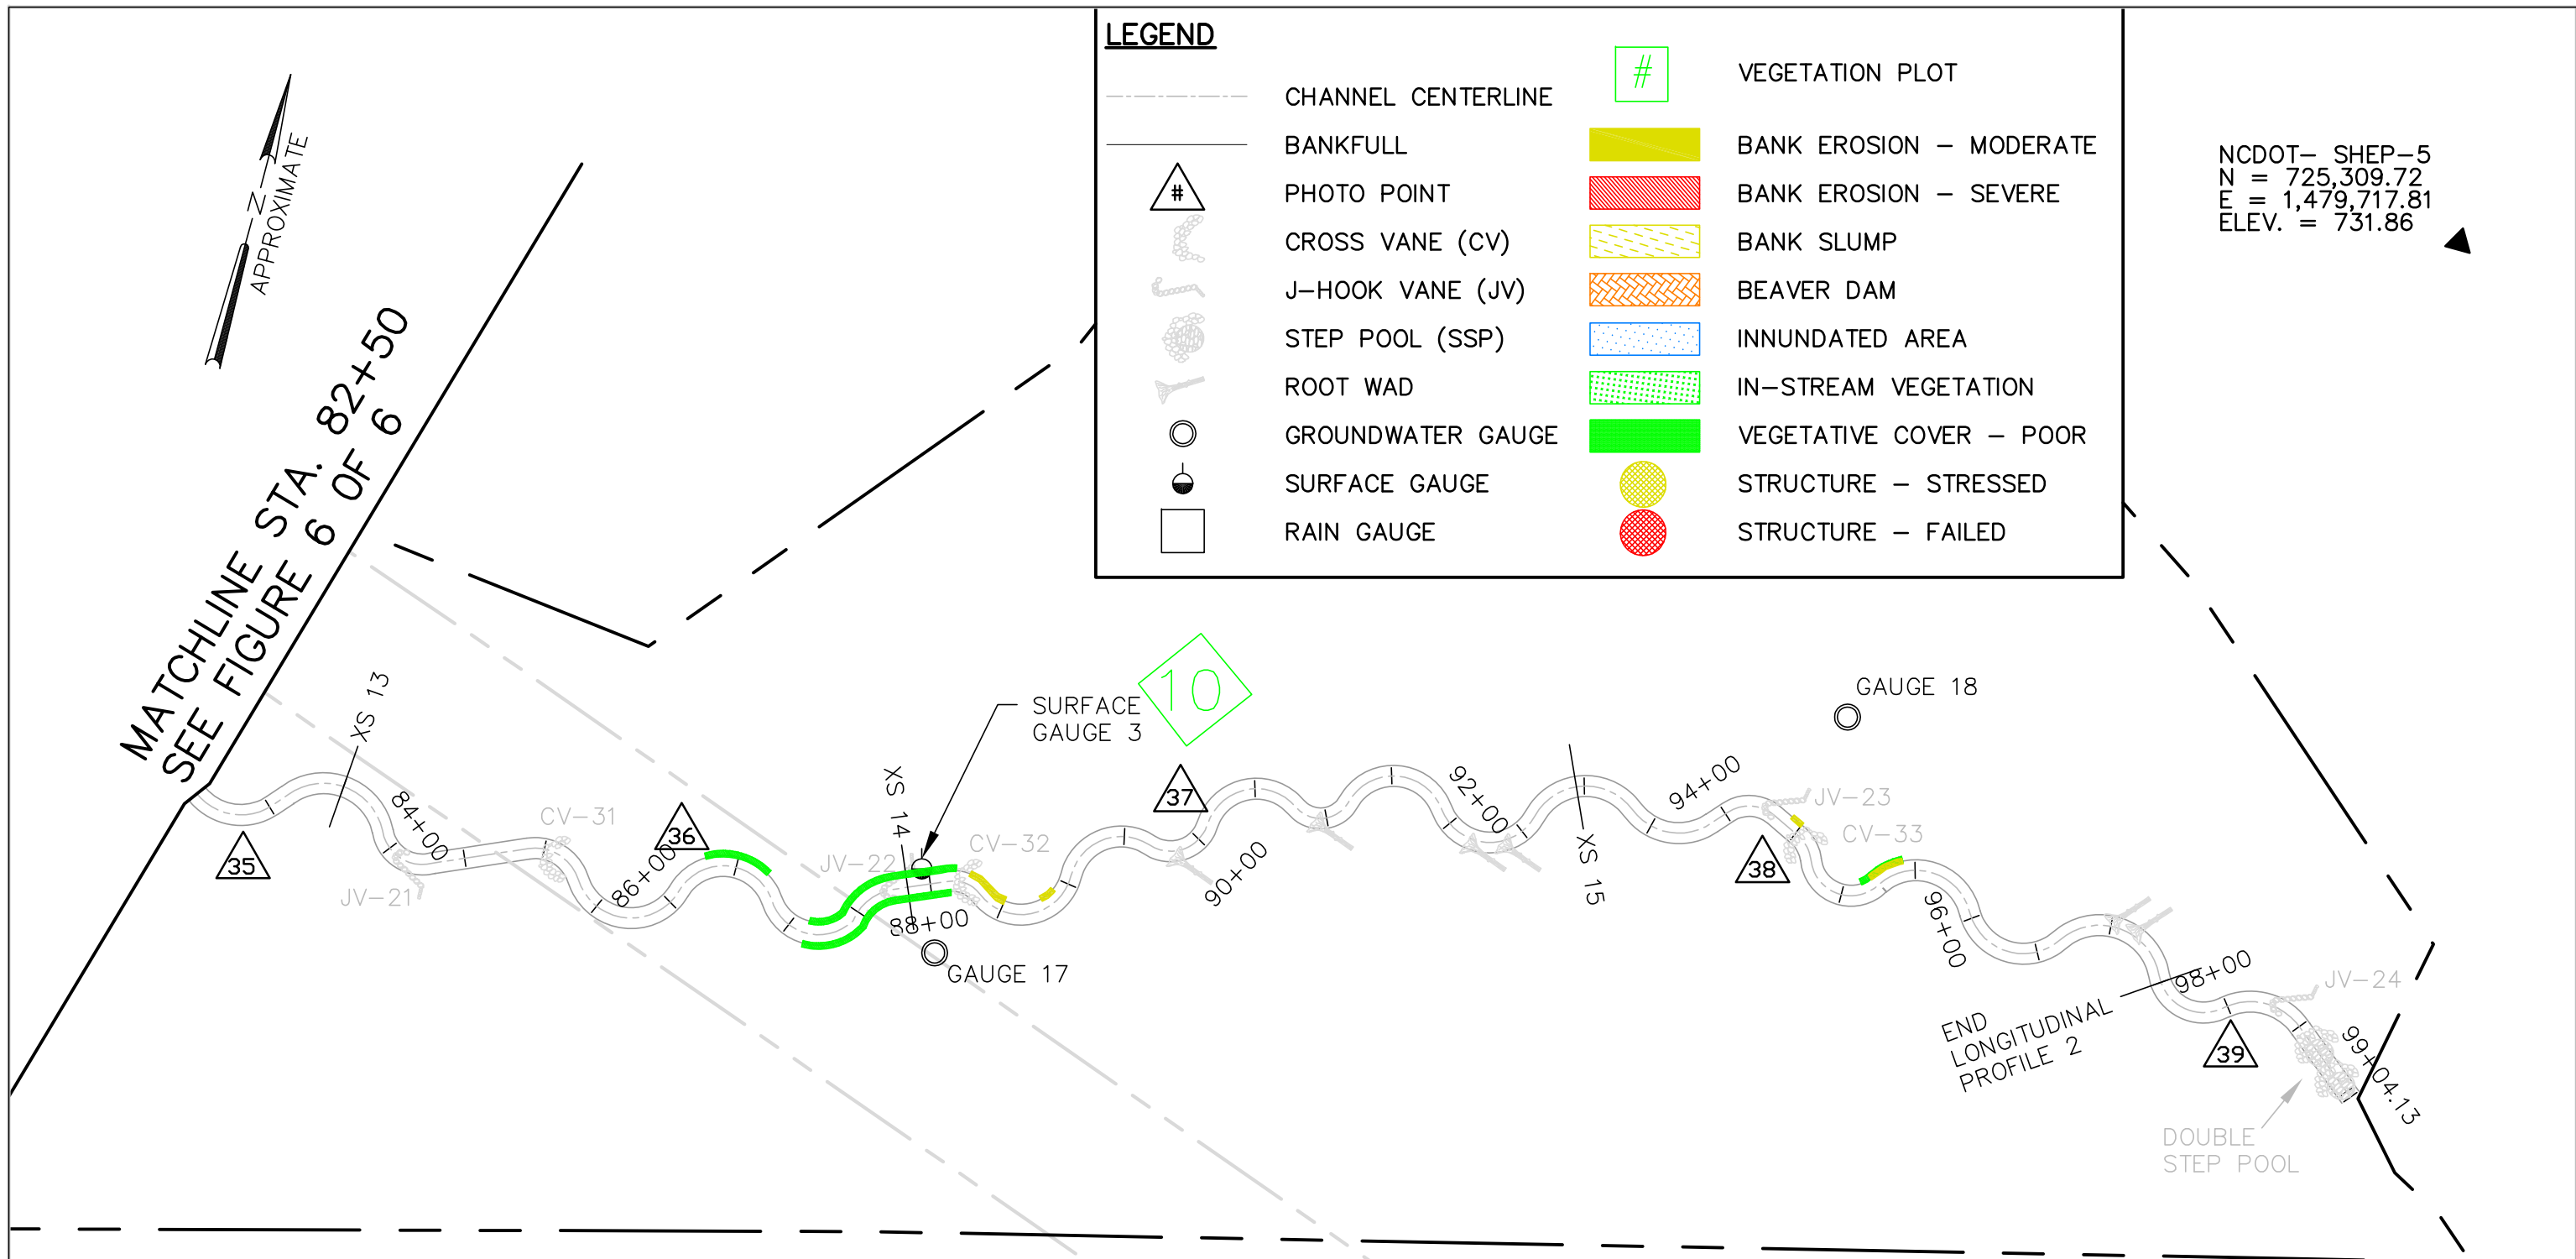 LEGEND
CHANNEL CENTERLINE
BANKFULL
#
PHOTO POINT
CROSS VANE (CV)
J-HOOK VANE (JV)
STEP POOL (SSP)
ROOT WAD
GROUNDWATER GAUGE
SURFACE GAUGE
RAIN GAUGE
#
VEGETATION PLOT
BANK EROSION - MODERATE
BANK EROSION - SEVERE
BANK SLUMP
BEAVER DAM
INNUNDATED AREA
IN-STREAM VEGETATION
VEGETATIVE COVER - POOR
STRUCTURE - STRESSED
STRUCTURE - FAILED
NCDOT- SHEP-5
N = 725,309.72
E = 1,479,717.81
ELEV. = 731.86
N
APPROXIMATE
MATCHLINE STA. 82+50
SEE FIGURE 6 OF 6
XS 13
35
84+00
JV-21
CV-31
36
86+00
JV-22
XS 14
88+00
GAUGE 17
SURFACE
GAUGE 3
10
CV-32
37
90+00
92+00
XS 15
94+00
GAUGE 18
JV-23
CV-33
38
96+00
END
LONGITUDINAL
PROFILE 2
98+00
39
JV-24
99+04.13
DOUBLE
STEP POOL